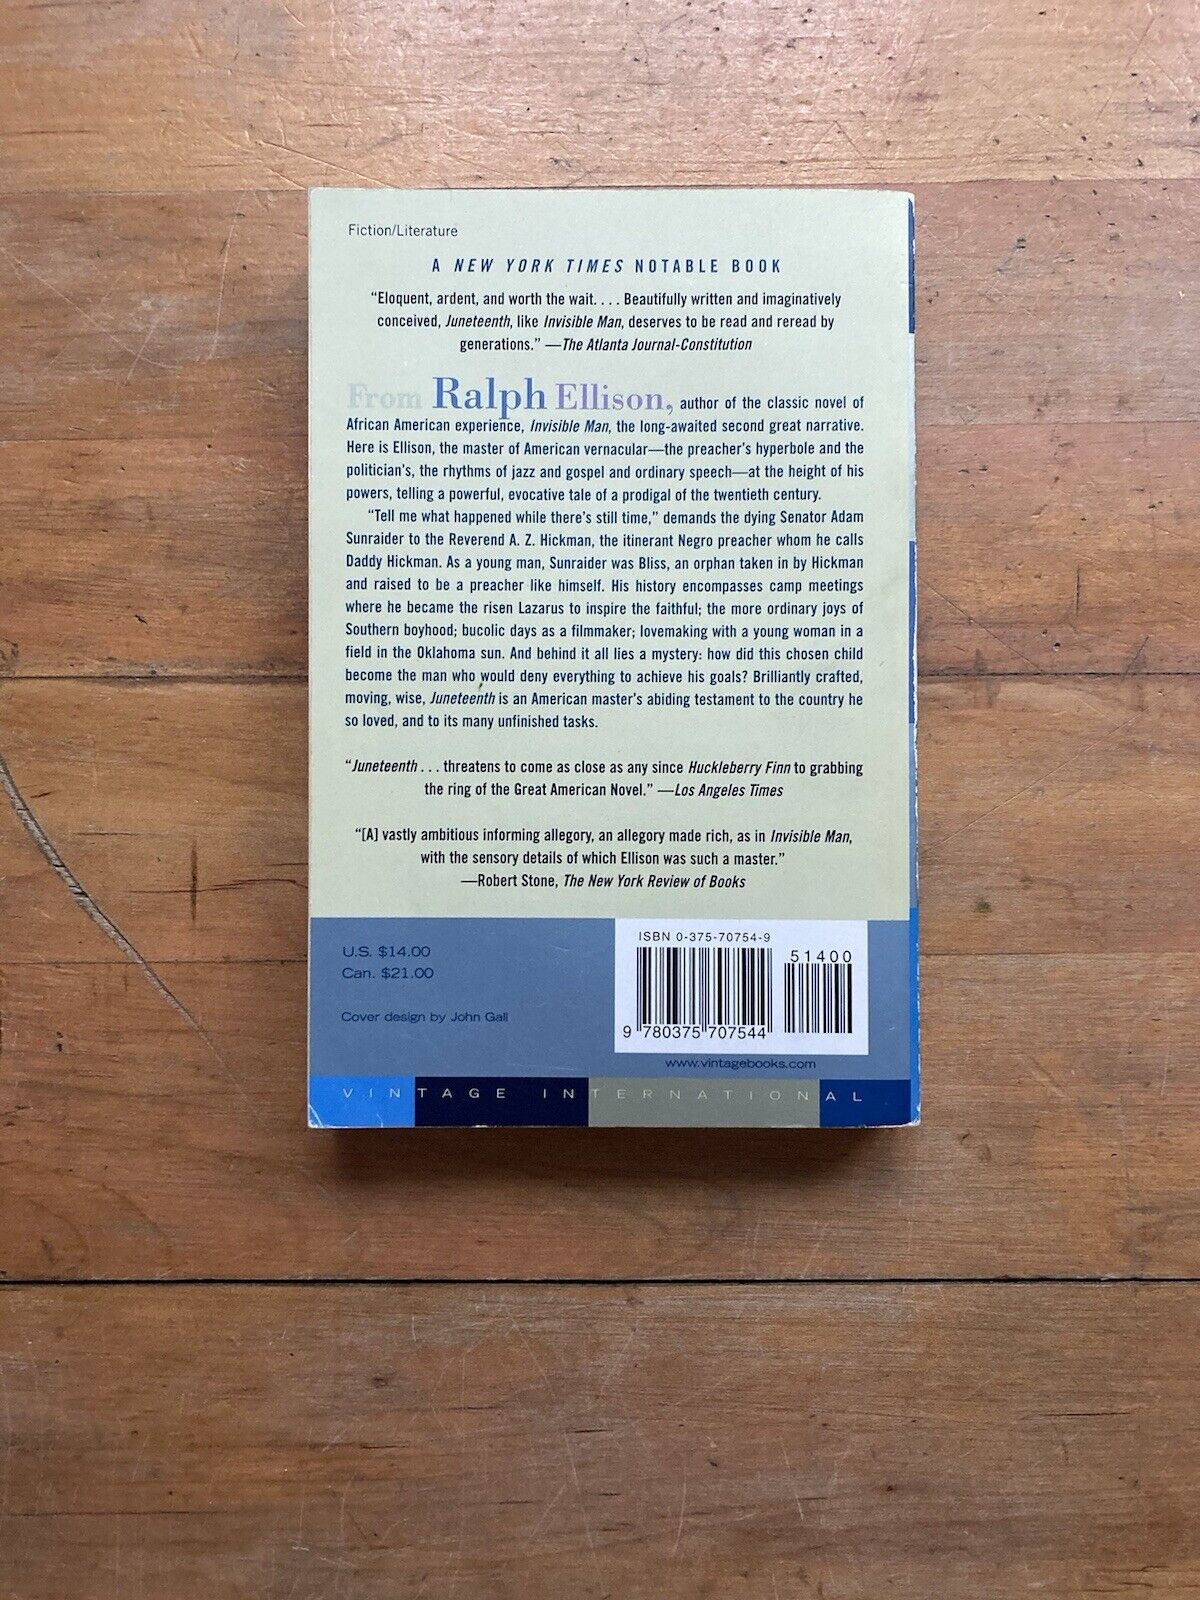 Fiction/Literature
A NEW YORK TIMES NOTABLE BOOK
“Eloquent, ardent, and worth the wait. . . . Beautifully written and imaginatively
conceived, Juneteenth, like Invisible Man, deserves to be read and reread by
generations.” —The Atlanta Journal-Constitution
From Ralph Ellison, author of the classic novel of
African American experience, Invisible Man, the long-awaited second great narrative.
Here is Ellison, the master of American vernacular—the preacher’s hyperbole and the
politician’s, the rhythms of jazz and gospel and ordinary speech—at the height of his
powers, telling a powerful, evocative tale of a prodigal of the twentieth century.
“Tell me what happened while there’s still time,” demands the dying Senator Adam
Sunraider to the Reverend A. Z. Hickman, the itinerant Negro preacher whom he calls
Daddy Hickman. As a young man, Sunraider was Bliss, an orphan taken in by Hickman
and raised to be a preacher like himself. His history encompasses camp meetings
where he became the risen Lazarus to inspire the faithful; the more ordinary joys of
Southern boyhood; bucolic days as a filmmaker; lovemaking with a young woman in a
field in the Oklahoma sun. And behind it all lies a mystery: how did this chosen child
become the man who would deny everything to achieve his goals? Brilliantly crafted,
moving, wise, Juneteenth is an American master’s abiding testament to the country he
so loved, and to its many unfinished tasks.
“Juneteenth . . . threatens to come as close as any since Huckleberry Finn to grabbing
the ring of the Great American Novel.” —Los Angeles Times
“[A] vastly ambitious informing allegory, an allegory made rich, as in Invisible Man,
with the sensory details of which Ellison was such a master.”
—Robert Stone, The New York Review of Books
U.S. $14.00
Can. $21.00
Cover design by John Gall
ISBN 0-375-70754-9
51400
9 780375 707544
www.vintagebooks.com
VINTAGE INTERNATIONAL